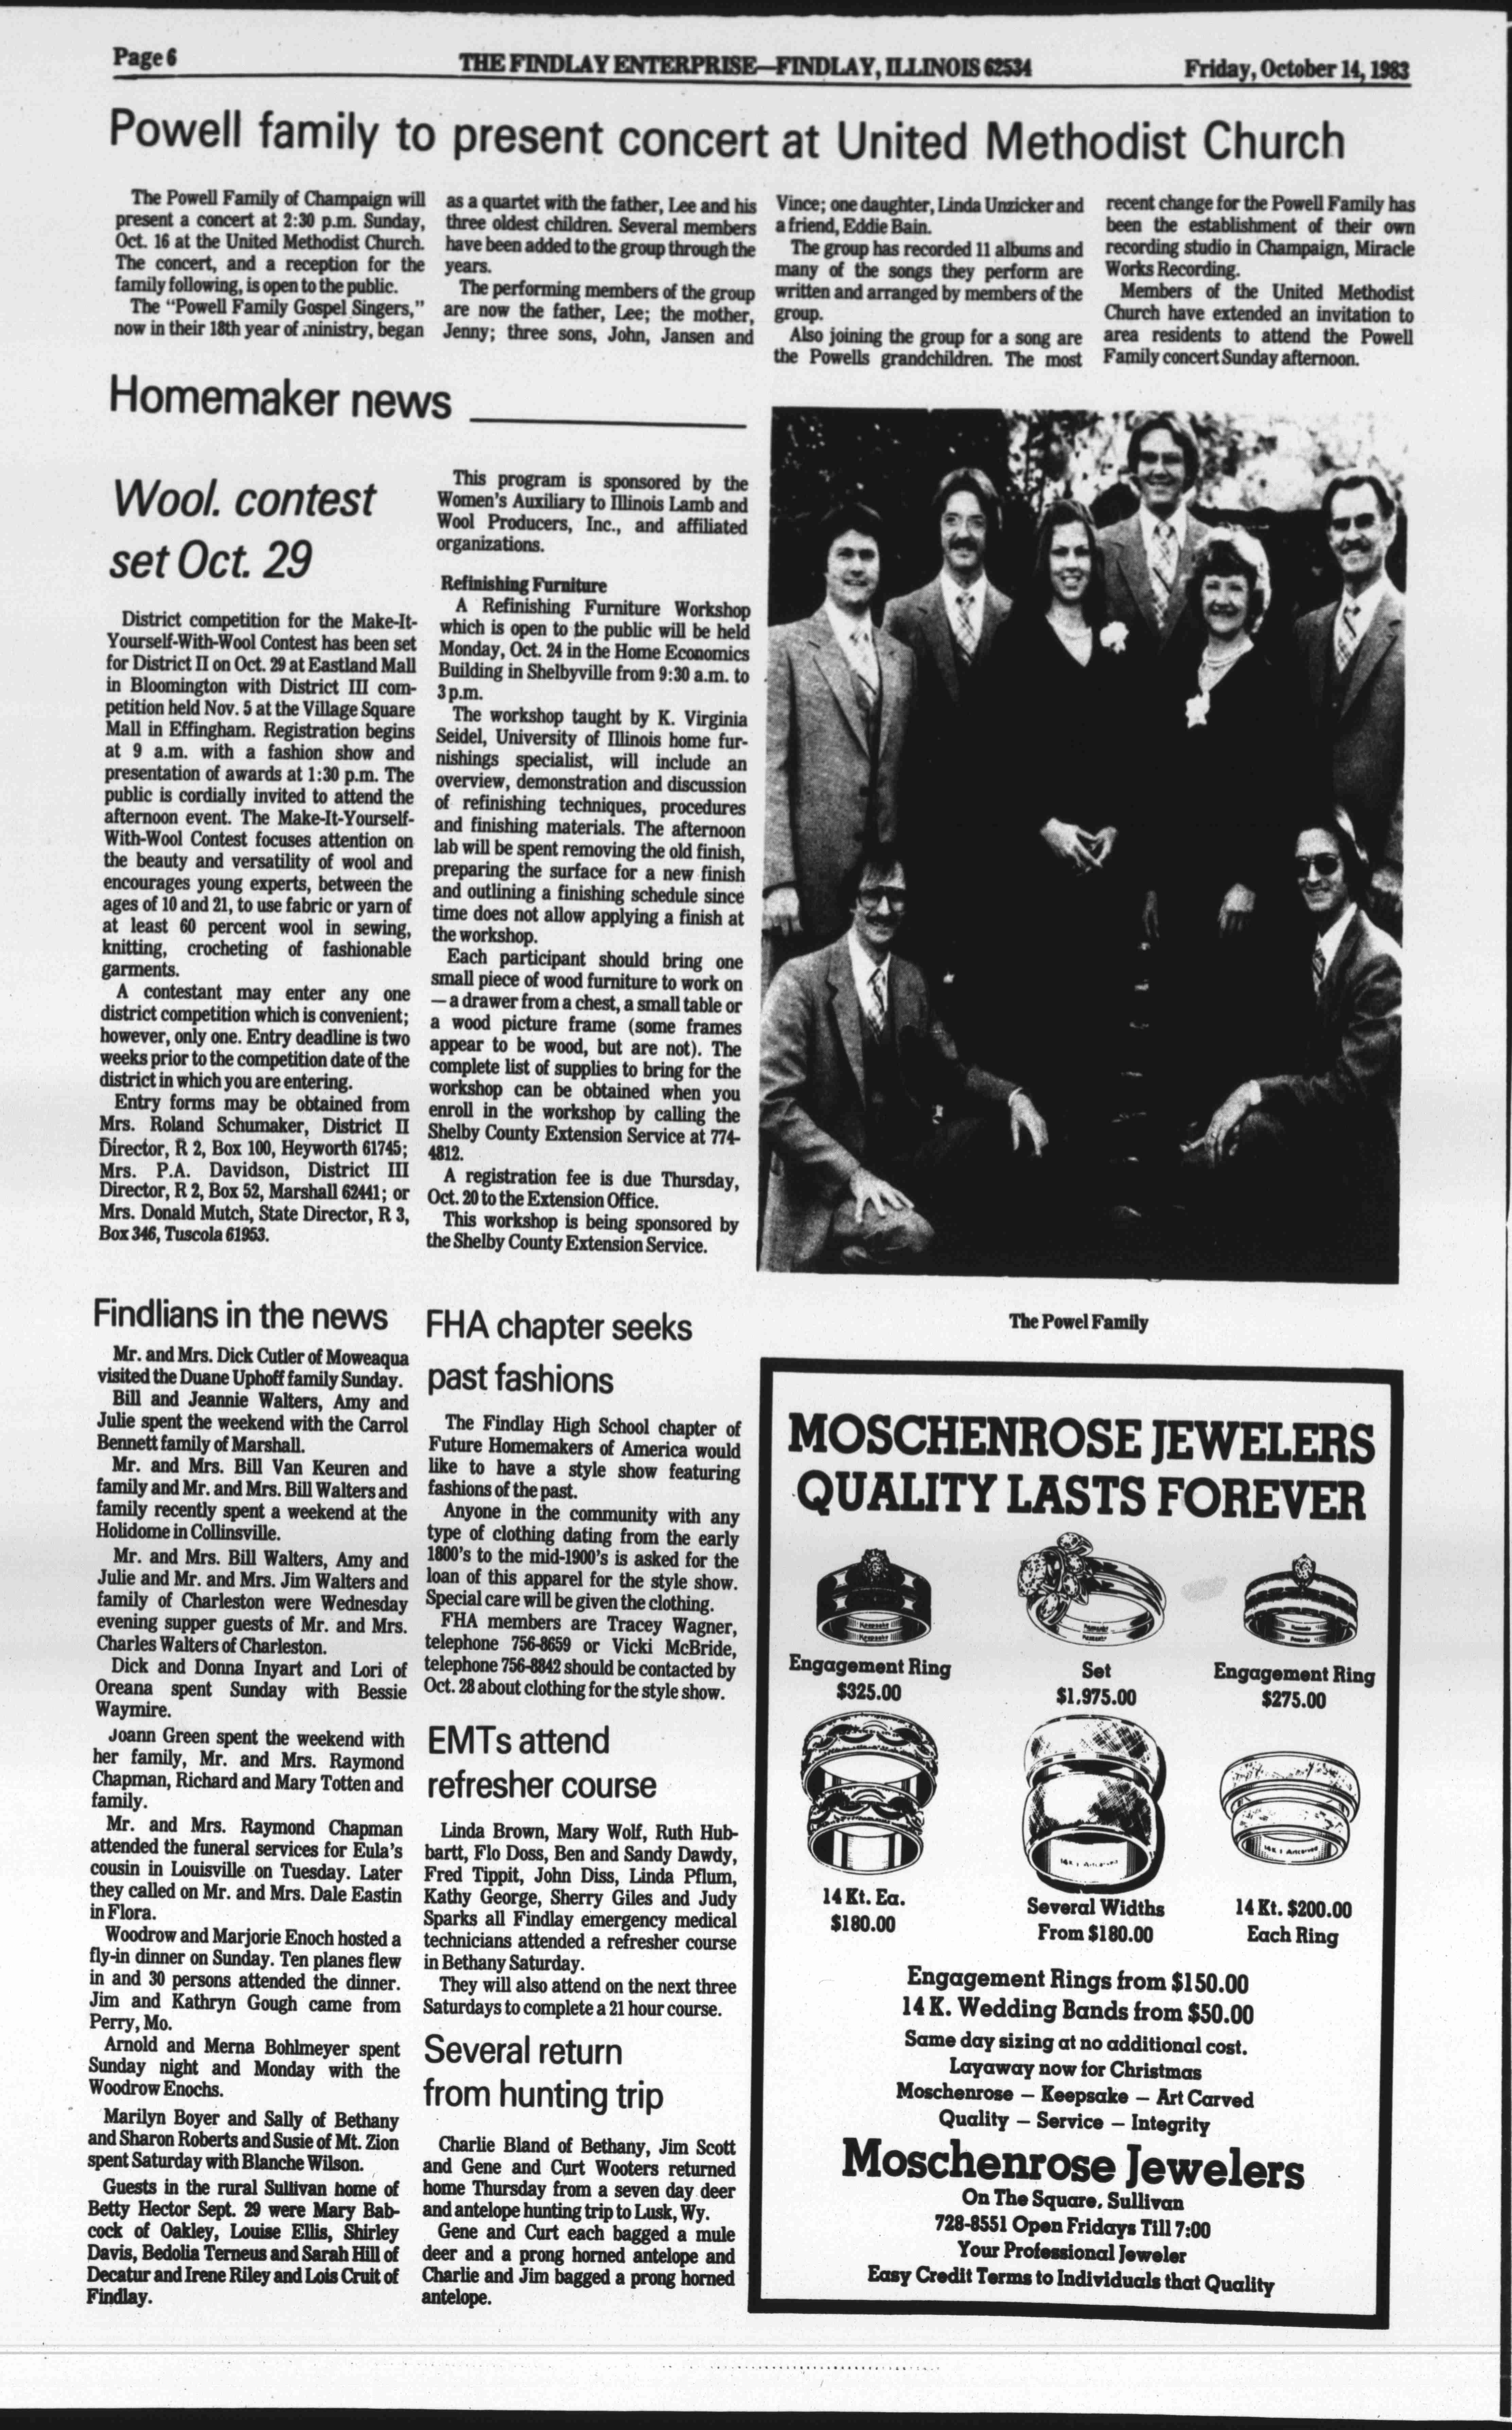 Page 6
THE FINDLAY ENTERPRISE—FINDLAY, ILLINOIS 62534
Friday, October 14, 1983
Powell family to present concert at United Methodist Church
The Powell Family of Champaign will
present a concert at 2:30 p.m. Sunday,
Oct. 16 at the United Methodist Church.
The concert, and a reception for the
family following, is open to the public.
The "Powell Family Gospel Singers,"
now in their 18th year of ministry, began
as a quartet with the father, Lee and his
three oldest children. Several members
have been added to the group through the
years.
The performing members of the group
are now the father, Lee; the mother,
Jenny; three sons, John, Jansen and
Vince; one daughter, Linda Unzicker and
a friend, Eddie Bain.
The group has recorded 11 albums and
many of the songs they perform are
written and arranged by members of the
group.
Also joining the group for a song are
the Powells grandchildren. The most
recent change for the Powell Family has
been the establishment of their own
recording studio in Champaign, Miracle
Works Recording.
Members of the United Methodist
Church have extended an invitation to
area residents to attend the Powell
Family concert Sunday afternoon.
Homemaker news
Wool. contest
set Oct. 29
District competition for the Make-It-
Yourself-With-Wool Contest has been set
for District II on Oct. 29 at Eastland Mall
in Bloomington with District III com-
petition held Nov. 5 at the Village Square
Mall in Effingham. Registration begins
at 9 a.m. with a fashion show and
presentation of awards at 1:30 p.m. The
public is cordially invited to attend the
afternoon event. The Make-It-Yourself-
With-Wool Contest focuses attention on
the beauty and versatility of wool and
encourages young experts, between the
ages of 10 and 21, to use fabric or yarn of
at least 60 percent wool in sewing,
knitting, crocheting of fashionable
garments.
A contestant may enter any one
district competition which is convenient;
however, only one. Entry deadline is two
weeks prior to the competition date of the
district in which you are entering.
Entry forms may be obtained from
Mrs. Roland Schumaker, District II
Director, R 2, Box 100, Heyworth 61745;
Mrs. P.A. Davidson, District III
Director, R 2, Box 52, Marshall 62441; or
Mrs. Donald Mutch, State Director, R 3,
Box 346, Tuscola 61953.
This program is sponsored by the
Women's Auxiliary to Illinois Lamb and
Wool Producers, Inc., and affiliated
organizations.
Refinishing Furniture
A Refinishing Furniture Workshop
which is open to the public will be held
Monday, Oct. 24 in the Home Economics
Building in Shelbyville from 9:30 a.m. to
3 p.m.
The workshop taught by K. Virginia
Seidel, University of Illinois home fur-
nishings specialist, will include an
overview, demonstration and discussion
of refinishing techniques, procedures
and finishing materials. The afternoon
lab will be spent removing the old finish,
preparing the surface for a new finish
and outlining a finishing schedule since
time does not allow applying a finish at
the workshop.
Each participant should bring one
small piece of wood furniture to work on
— a drawer from a chest, a small table or
a wood picture frame (some frames
appear to be wood, but are not). The
complete list of supplies to bring for the
workshop can be obtained when you
enroll in the workshop by calling the
Shelby County Extension Service at 774-
4812.
A registration fee is due Thursday,
Oct. 20 to the Extension Office.
This workshop is being sponsored by
the Shelby County Extension Service.
The Powel Family
Findlians in the news
Mr. and Mrs. Dick Cutler of Moweaqua
visited the Duane Uphoff family Sunday.
Bill and Jeannie Walters, Amy and
Julie spent the weekend with the Carrol
Bennett family of Marshall.
Mr. and Mrs. Bill Van Keuren and
family and Mr. and Mrs. Bill Walters and
family recently spent a weekend at the
Holidome in Collinsville.
Mr. and Mrs. Bill Walters, Amy and
Julie and Mr. and Mrs. Jim Walters and
family of Charleston were Wednesday
evening supper guests of Mr. and Mrs.
Charles Walters of Charleston.
Dick and Donna Inyart and Lori of
Oreana spent Sunday with Bessie
Waymire.
Joann Green spent the weekend with
her family, Mr. and Mrs. Raymond
Chapman, Richard and Mary Totten and
family.
Mr. and Mrs. Raymond Chapman
attended the funeral services for Eula's
cousin in Louisville on Tuesday. Later
they called on Mr. and Mrs. Dale Eastin
in Flora.
Woodrow and Marjorie Enoch hosted a
fly-in dinner on Sunday. Ten planes flew
in and 30 persons attended the dinner.
Jim and Kathryn Gough came from
Perry, Mo.
Arnold and Merna Bohlmeyer spent
Sunday night and Monday with the
Woodrow Enochs.
Marilyn Boyer and Sally of Bethany
and Sharon Roberts and Susie of Mt. Zion
spent Saturday with Blanche Wilson.
Guests in the rural Sullivan home of
Betty Hector Sept. 29 were Mary Bab-
cock of Oakley, Louise Ellis, Shirley
Davis, Bedolia Terneus and Sarah Hill of
Decatur and Irene Riley and Lois Cruit of
Findlay.
FHA chapter seeks
past fashions
The Findlay High School chapter of
Future Homemakers of America would
like to have a style show featuring
fashions of the past.
Anyone in the community with any
type of clothing dating from the early
1800's to the mid-1900's is asked for the
loan of this apparel for the style show.
Special care will be given the clothing.
FHA members are Tracey Wagner,
telephone 756-8659 or Vicki McBride,
telephone 756-8842 should be contacted by
Oct. 28 about clothing for the style show.
EMTs attend
refresher course
Linda Brown, Mary Wolf, Ruth Hub-
bartt, Flo Doss, Ben and Sandy Dawdy,
Fred Tippit, John Diss, Linda Pflum,
Kathy George, Sherry Giles and Judy
Sparks all Findlay emergency medical
technicians attended a refresher course
in Bethany Saturday.
They will also attend on the next three
Saturdays to complete a 21 hour course.
Several return
from hunting trip
Charlie Bland of Bethany, Jim Scott
and Gene and Curt Wooters returned
home Thursday from a seven day deer
and antelope hunting trip to Lusk, Wy.
Gene and Curt each bagged a mule
deer and a prong horned antelope and
Charlie and Jim bagged a prong horned
antelope.
MOSCHENROSE JEWELERS
QUALITY LASTS FOREVER
Keepsake
Keepsake
Engagement Ring
$325.00
Set
$1,975.00
Engagement Ring
$275.00
14 Kt. Ea.
$180.00
Several Widths
From $180.00
14 Kt. $200.00
Each Ring
Engagement Rings from $150.00
14 K. Wedding Bands from $50.00
Same day sizing at no additional cost.
Layaway now for Christmas
Moschenrose — Keepsake — Art Carved
Quality — Service — Integrity
Moschenrose Jewelers
On The Square, Sullivan
728-8551 Open Fridays Till 7:00
Your Professional Jeweler
Easy Credit Terms to Individuals that Quality